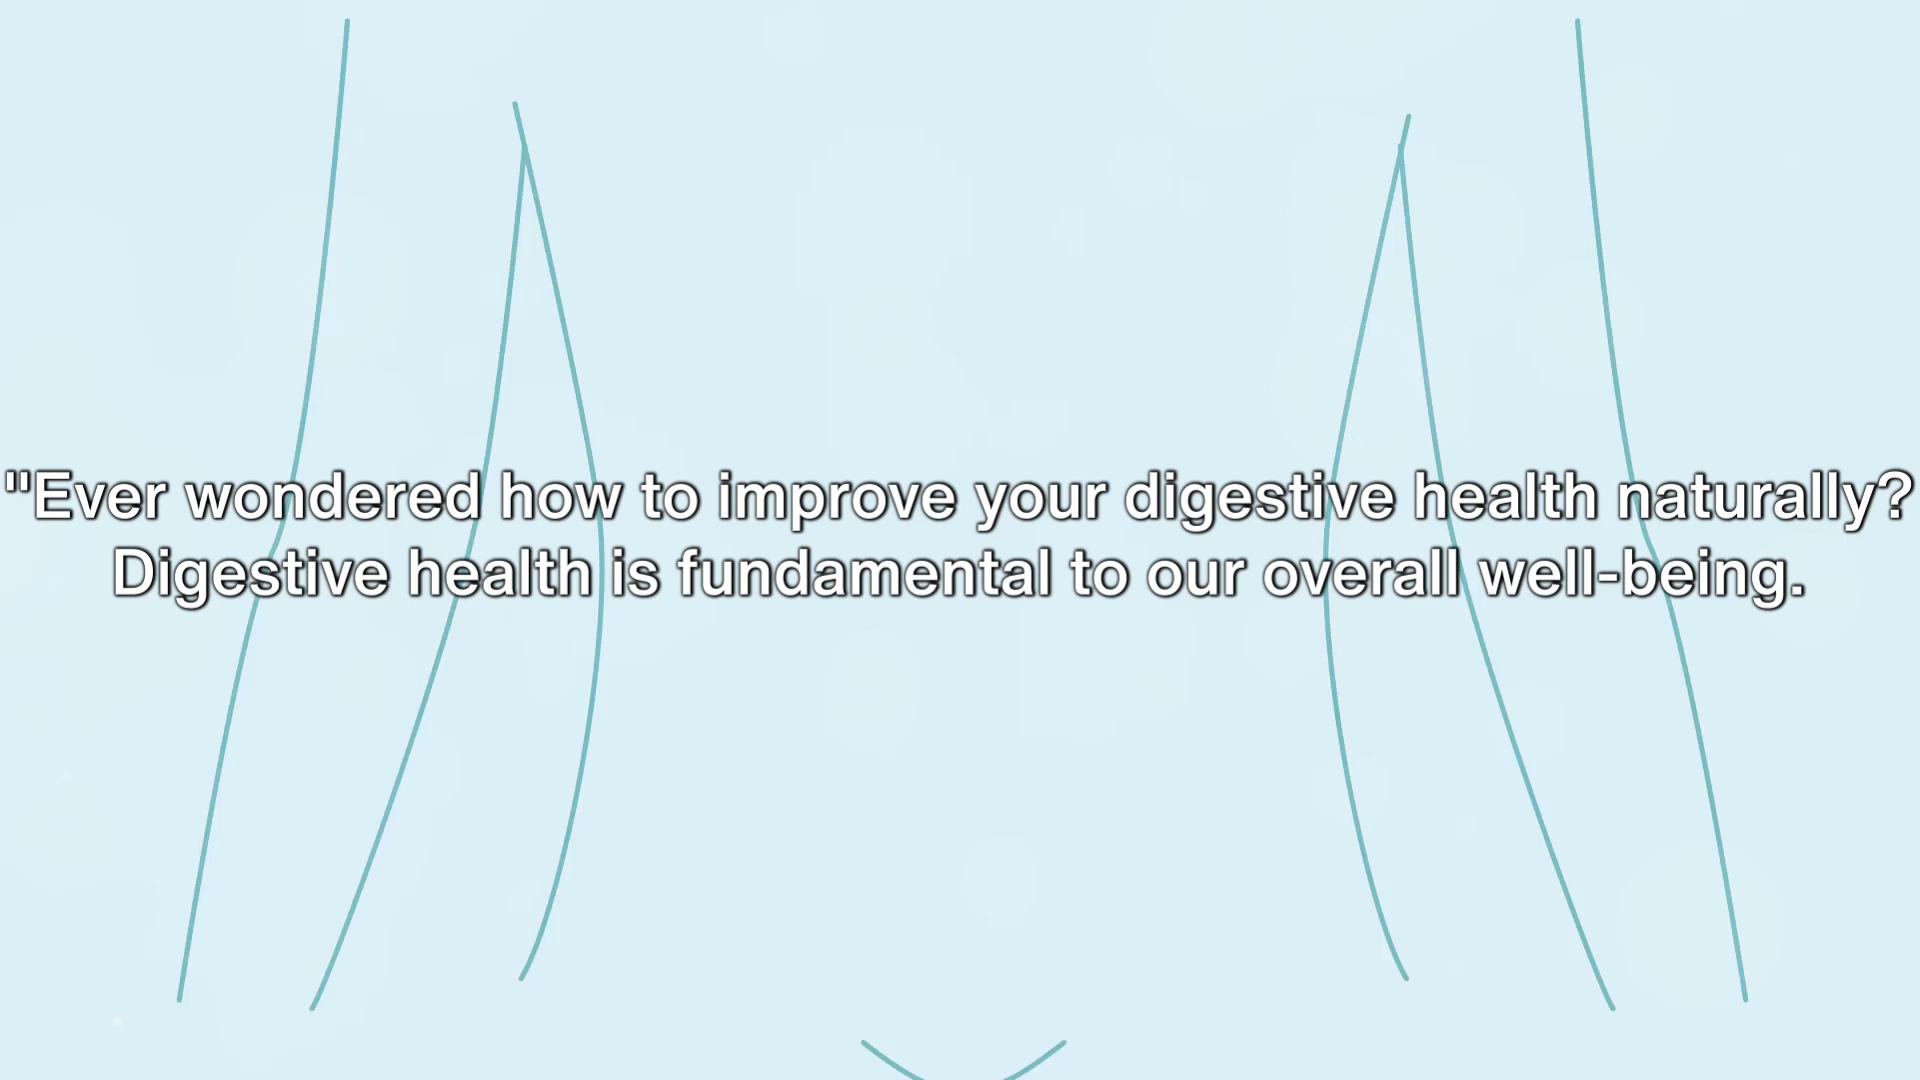 "Ever wondered how to improve your digestive health naturally?
Digestive health is fundamental to our overall well-being.